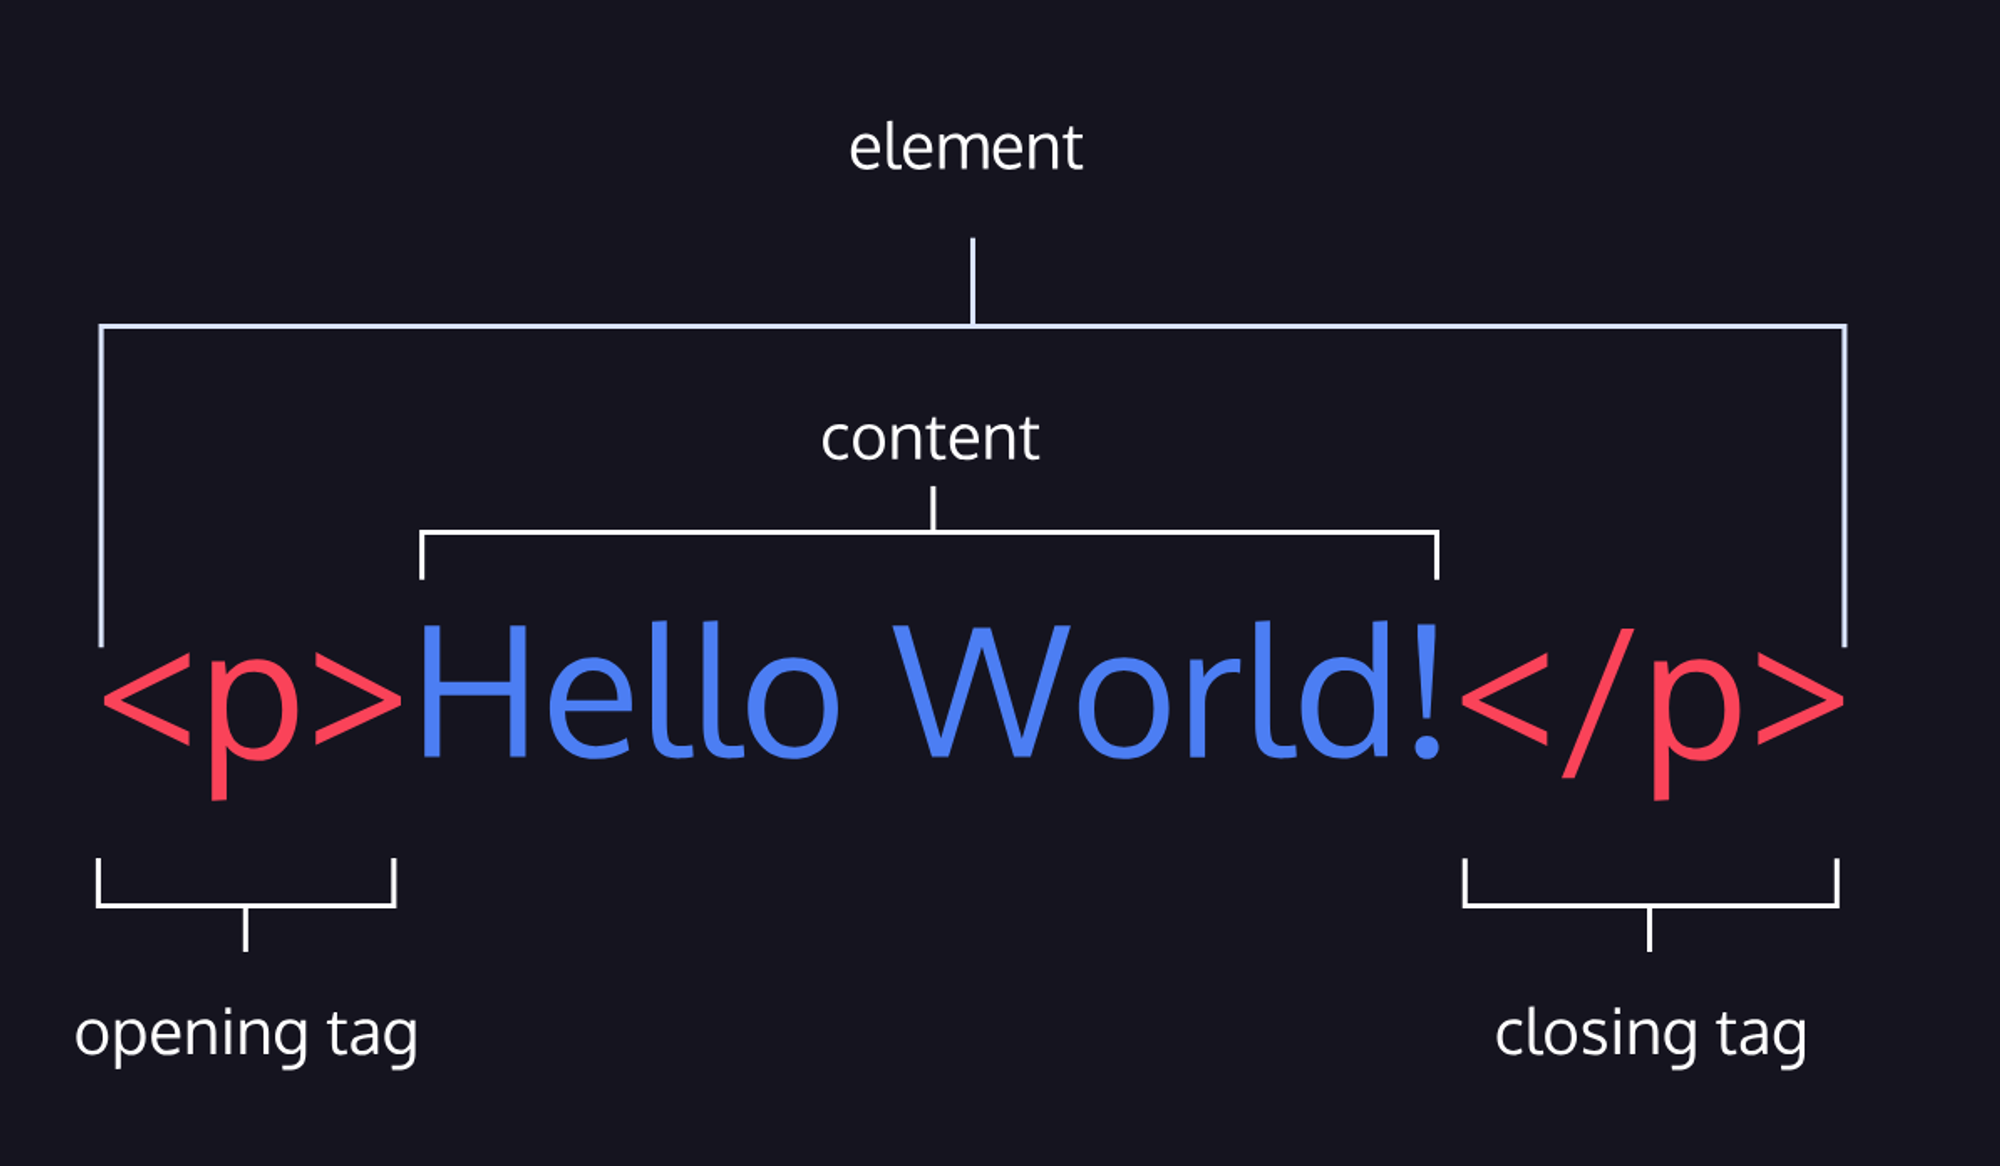 element
content
<p>Hello World!</p>
opening tag
closing tag